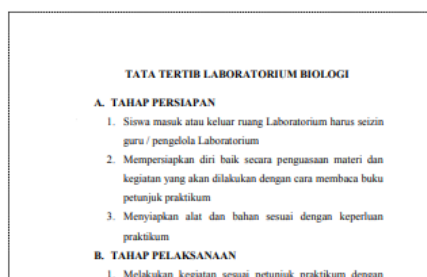 TATA TERTIB LABORATORIUM BIOLOGI
A. TAHAP PERSIAPAN
1. Siswa masuk atau keluar ruang Laboratorium harus seizin
guru / pengelola Laboratorium
2. Mempersiapkan diri baik secara penguasaan materi dan
kegiatan yang akan dilakukan dengan cara membaca buku
petunjuk praktikum
3. Menyiapkan alat dan bahan sesuai dengan keperluan
praktikum
B. TAHAP PELAKSANAAN
1. Melakukan kegiatan sesuai petunjuk praktikum dengan